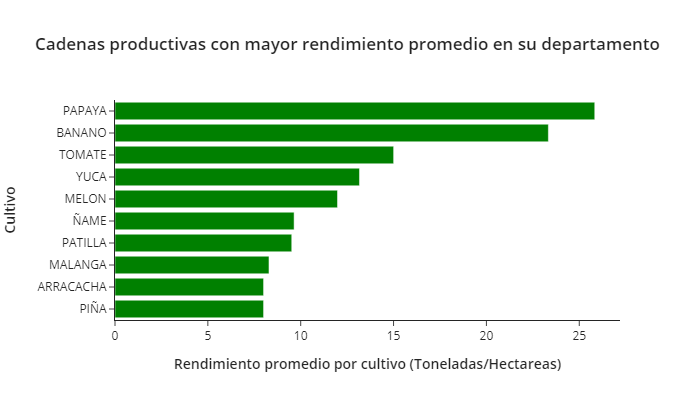 Cadenas productivas con mayor rendimiento promedio en su departamento
Cultivo
PAPAYA
BANANO
TOMATE
YUCA
MELON
ÑAME
PATILLA
MALANGA
ARRACACHA
PIÑA
0 5 10 15 20 25
Rendimiento promedio por cultivo (Toneladas/Hectareas)